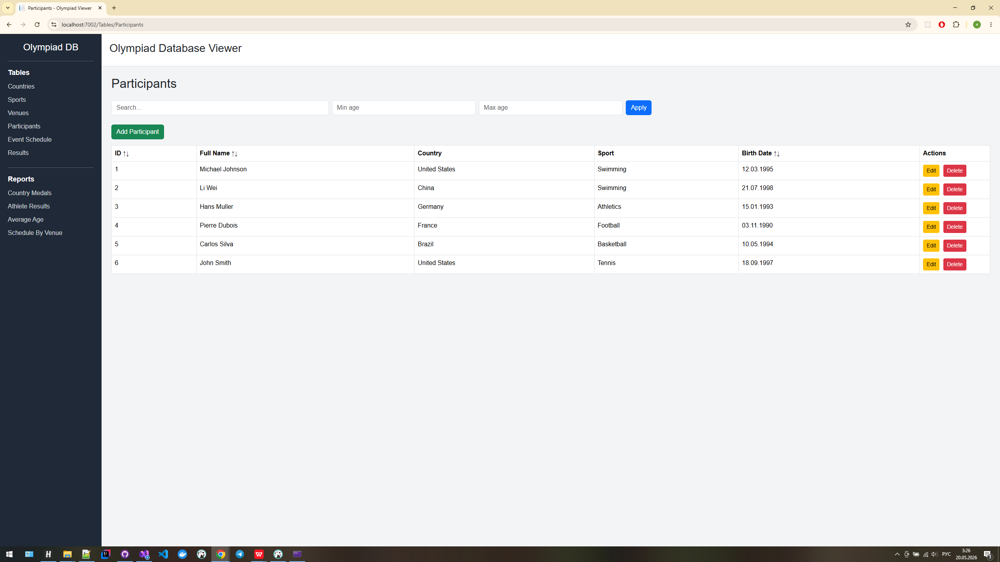 Participants - Olympiad Viewer
localhost:7002/Tables/Participants
и
Olympiad DB
Tables
Countries
Sports
Venues
Participants
Event Schedule
Results
Reports
Country Medals
Athlete Results
Average Age
Schedule By Venue
Olympiad Database Viewer
Participants
Search... Min age Max age Apply
Add Participant
ID ↑↓ Full Name ↑↓ Country Sport Birth Date ↑↓ Actions
1 Michael Johnson United States Swimming 12.03.1995 Edit Delete
2 Li Wei China Swimming 21.07.1998 Edit Delete
3 Hans Muller Germany Athletics 15.01.1993 Edit Delete
4 Pierre Dubois France Football 03.11.1990 Edit Delete
5 Carlos Silva Brazil Basketball 10.05.1994 Edit Delete
6 John Smith United States Tennis 18.09.1997 Edit Delete
РУС
3:26
20.05.2026
3